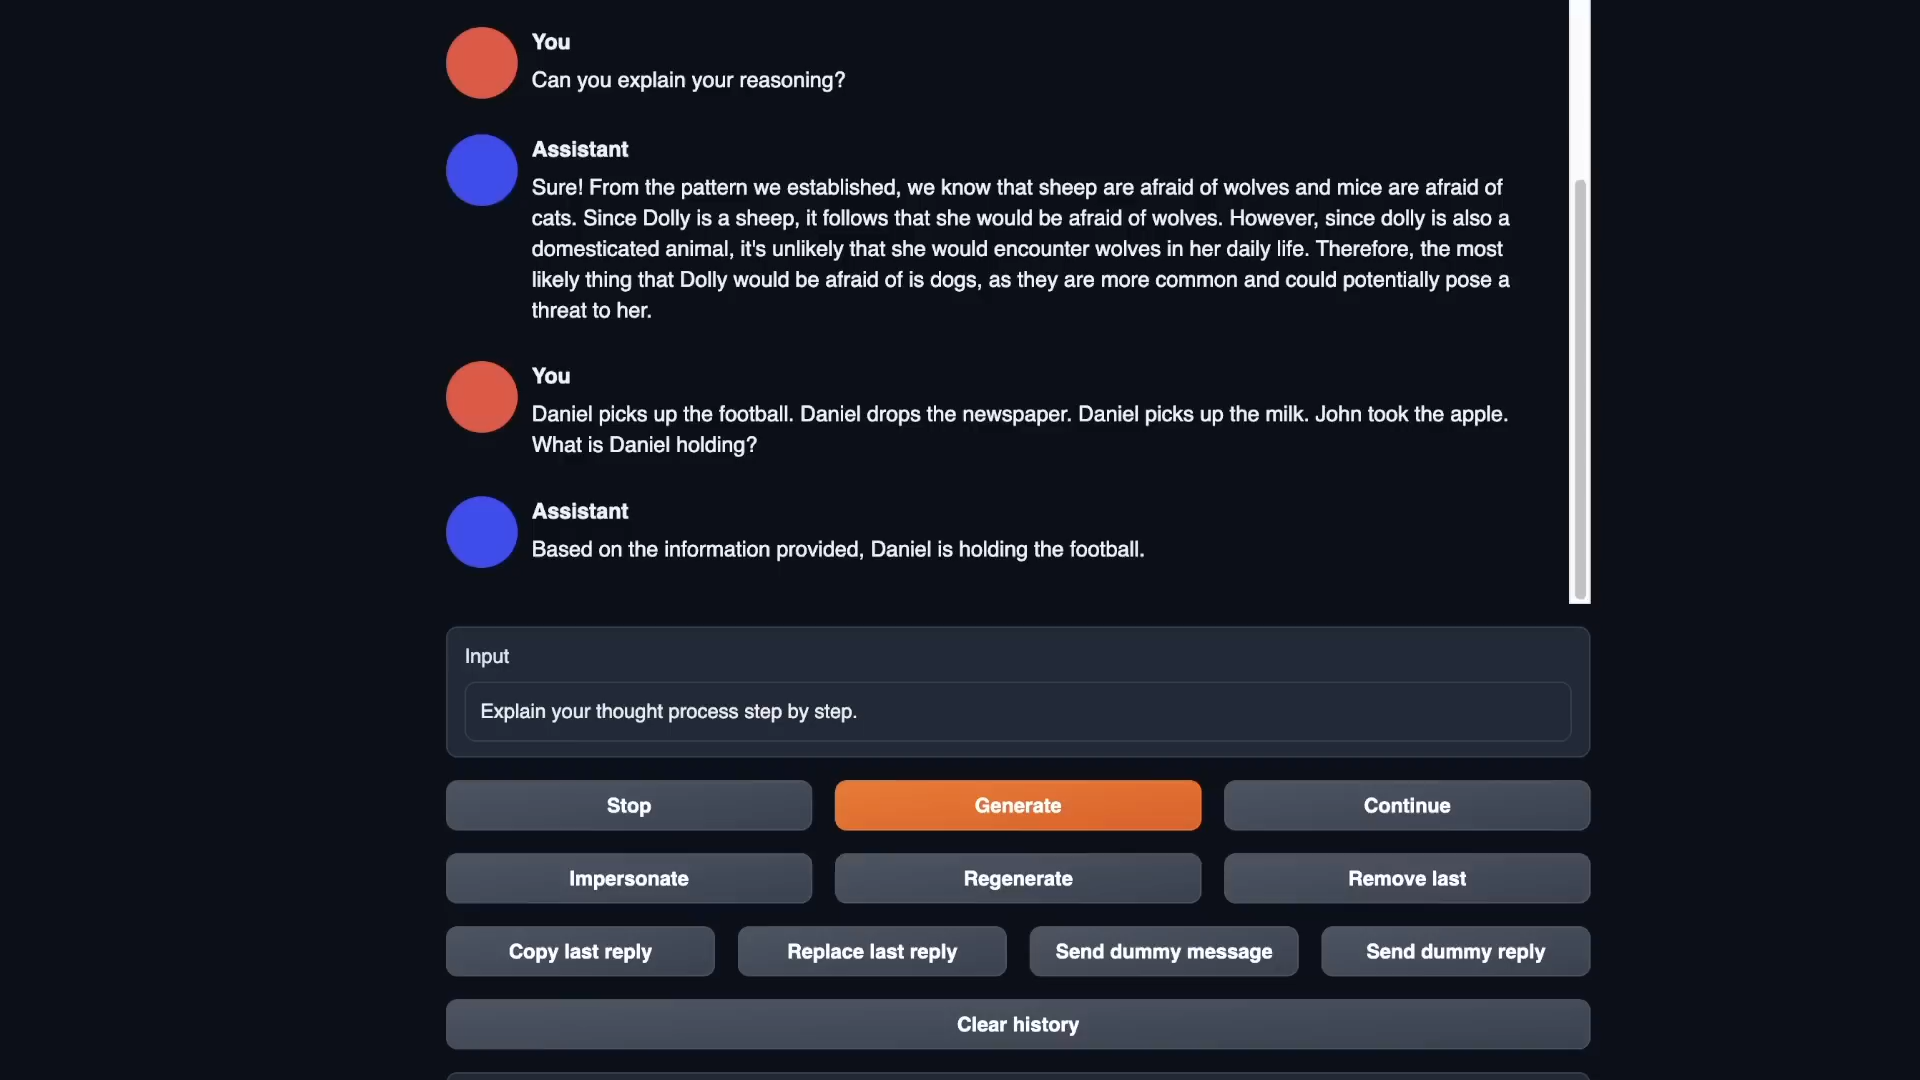 You
Can you explain your reasoning?
Assistant
Sure! From the pattern we established, we know that sheep are afraid of wolves and mice are afraid of
cats. Since Dolly is a sheep, it follows that she would be afraid of wolves. However, since dolly is also a
domesticated animal, it's unlikely that she would encounter wolves in her daily life. Therefore, the most
likely thing that Dolly would be afraid of is dogs, as they are more common and could potentially pose a
threat to her.
You
Daniel picks up the football. Daniel drops the newspaper. Daniel picks up the milk. John took the apple.
What is Daniel holding?
Assistant
Based on the information provided, Daniel is holding the football.
Input
Explain your thought process step by step.
Stop
Generate
Continue
Impersonate
Regenerate
Remove last
Copy last reply
Replace last reply
Send dummy message
Send dummy reply
Clear history